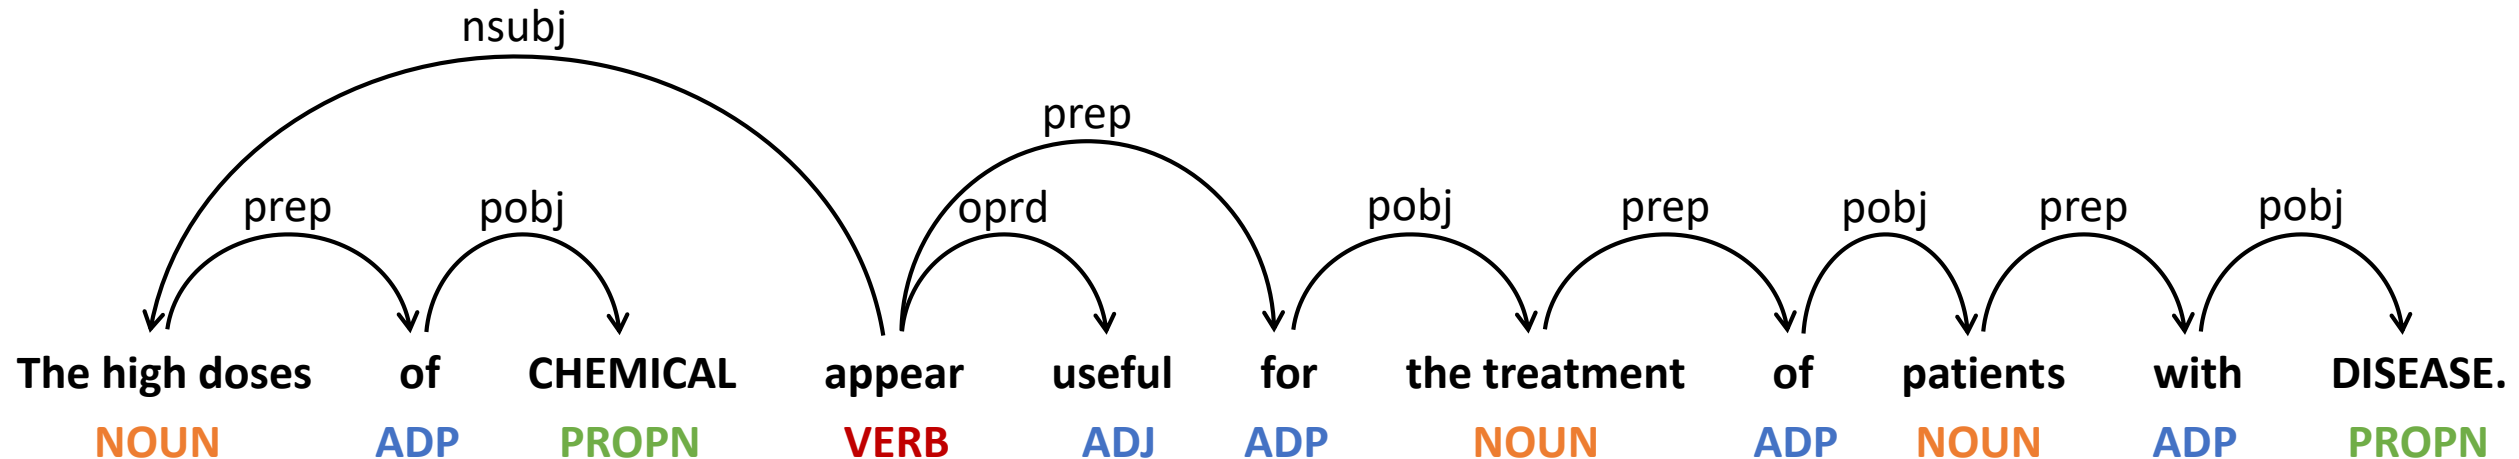 nsubj
prep
prep pobj oprd pobj prep pobj prep pobj
The high doses of CHEMICAL appear useful for the treatment of patients with DISEASE.
NOUN ADP PROPN VERB ADJ ADP NOUN ADP NOUN ADP PROPN